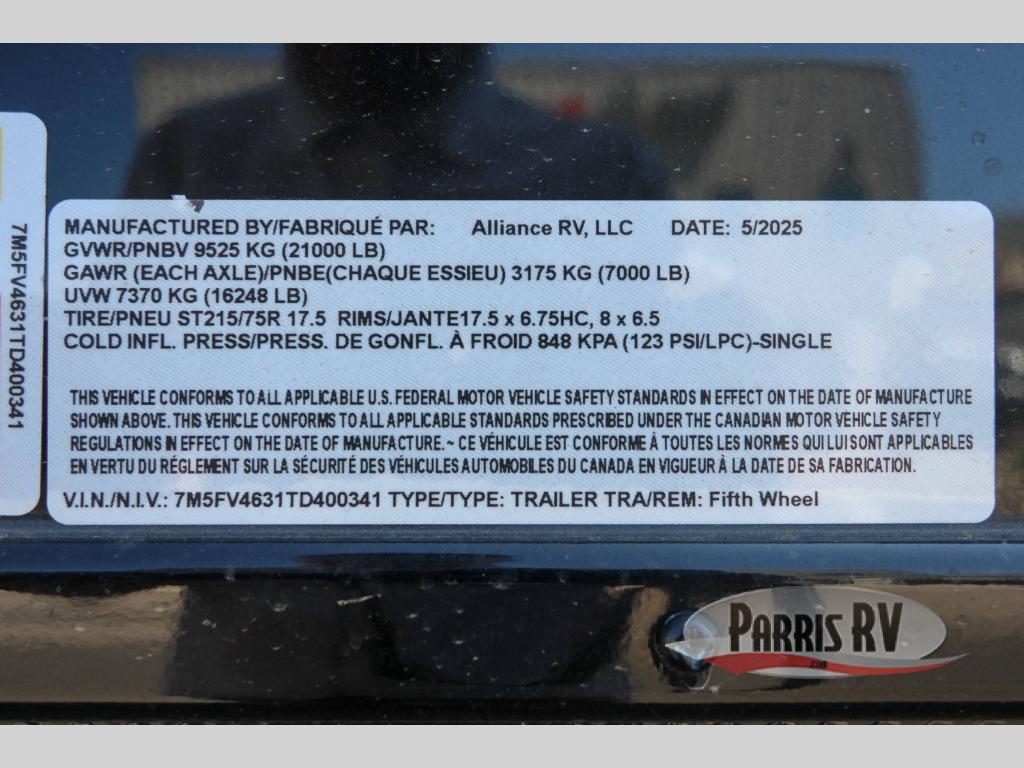 7M5FV4631TD400341
MANUFACTURED BY/FABRIQUÉ PAR: Alliance RV, LLC DATE: 5/2025
GVWR/PNBV 9525 KG (21000 LB)
GAWR (EACH AXLE)/PNBE(CHAQUE ESSIEU) 3175 KG (7000 LB)
UVW 7370 KG (16248 LB)
TIRE/PNEU ST215/75R 17.5 RIMS/JANTE17.5 x 6.75HC, 8 x 6.5
COLD INFL. PRESS/PRESS. DE GONFL. À FROID 848 KPA (123 PSI/LPC)-SINGLE
THIS VEHICLE CONFORMS TO ALL APPLICABLE U.S. FEDERAL MOTOR VEHICLE SAFETY STANDARDS IN EFFECT ON THE DATE OF MANUFACTURE
SHOWN ABOVE. THIS VEHICLE CONFORMS TO ALL APPLICABLE STANDARDS PRESCRIBED UNDER THE CANADIAN MOTOR VEHICLE SAFETY
REGULATIONS IN EFFECT ON THE DATE OF MANUFACTURE. ~ CE VÉHICULE EST CONFORME À TOUTES LES NORMES QUI LUI SONT APPLICABLES
EN VERTU DU RÉGLEMENT SUR LA SÉCURITÉ DES VÉHICULES AUTOMOBILES DU CANADA EN VIGUEUR À LA DATE DE SA FABRICATION.
V.I.N./N.I.V.: 7M5FV4631TD400341 TYPE/TYPE: TRAILER TRA/REM: Fifth Wheel
PARRIS RV
.com